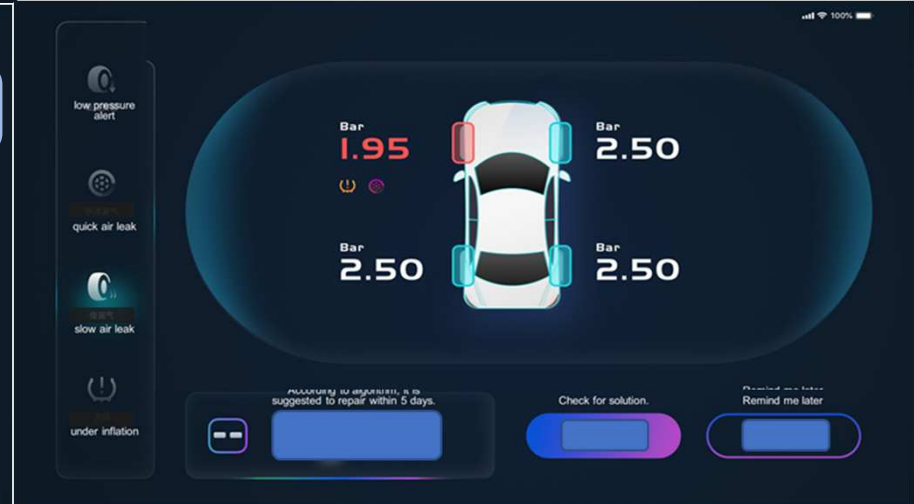 100%
low pressure
alert
quick air leak
slow air leak
under inflation
Bar
1.95
Bar
2.50
Bar
2.50
Bar
2.50
According to algorithm, it is
suggested to repair within 5 days.
Check for solution.
Remind me later
Remind me later